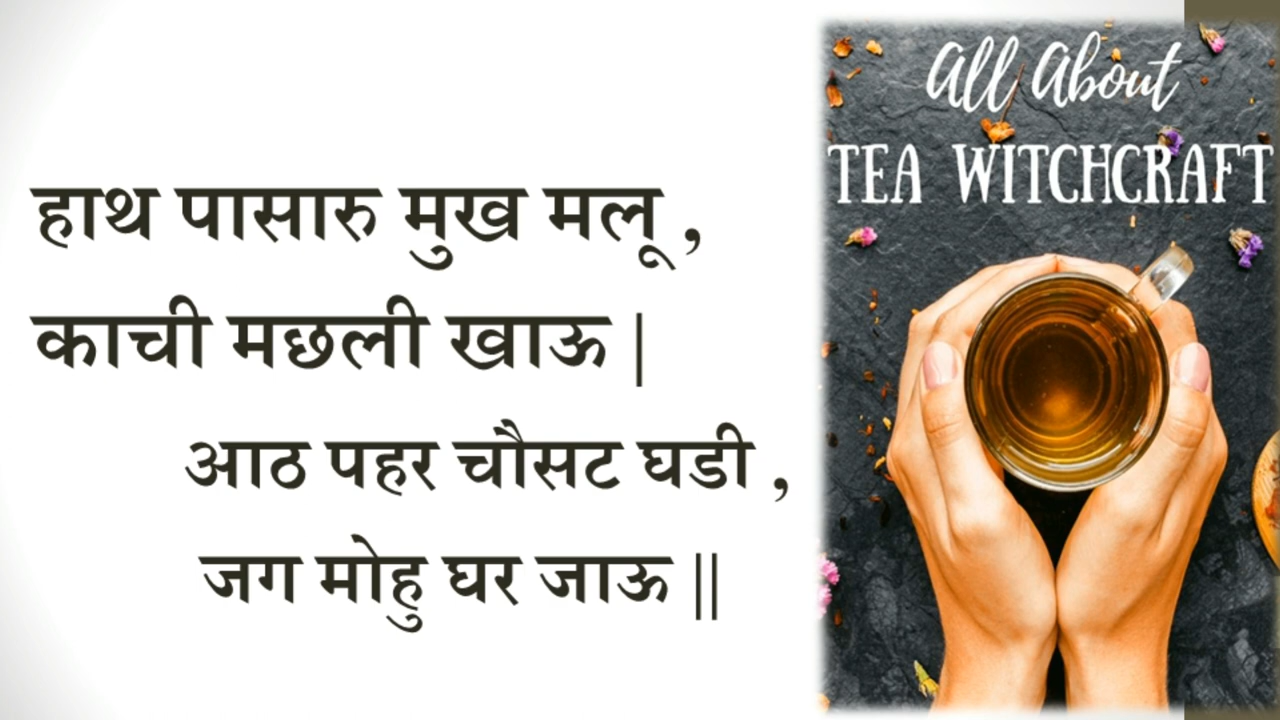 हाथ पासारु मुख मलू ,
काची मछली खाऊ |
आठ पहर चौसट घडी ,
जग मोहु घर जाऊ ||
All About
TEA WITCHCRAFT